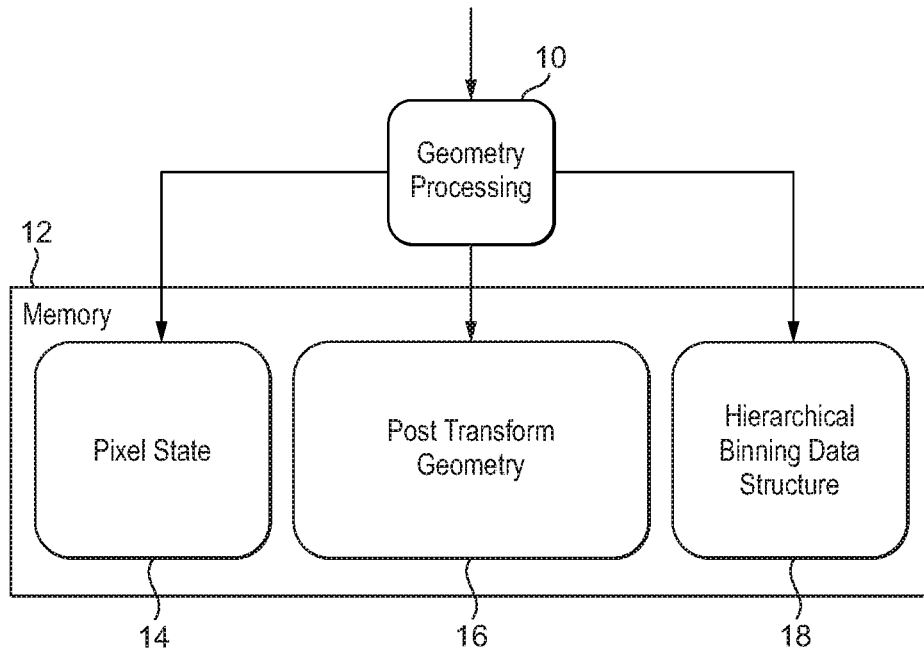 10
Geometry
Processing
12
Memory
Pixel State
Post Transform
Geometry
Hierarchical
Binning Data
Structure
14
16
18